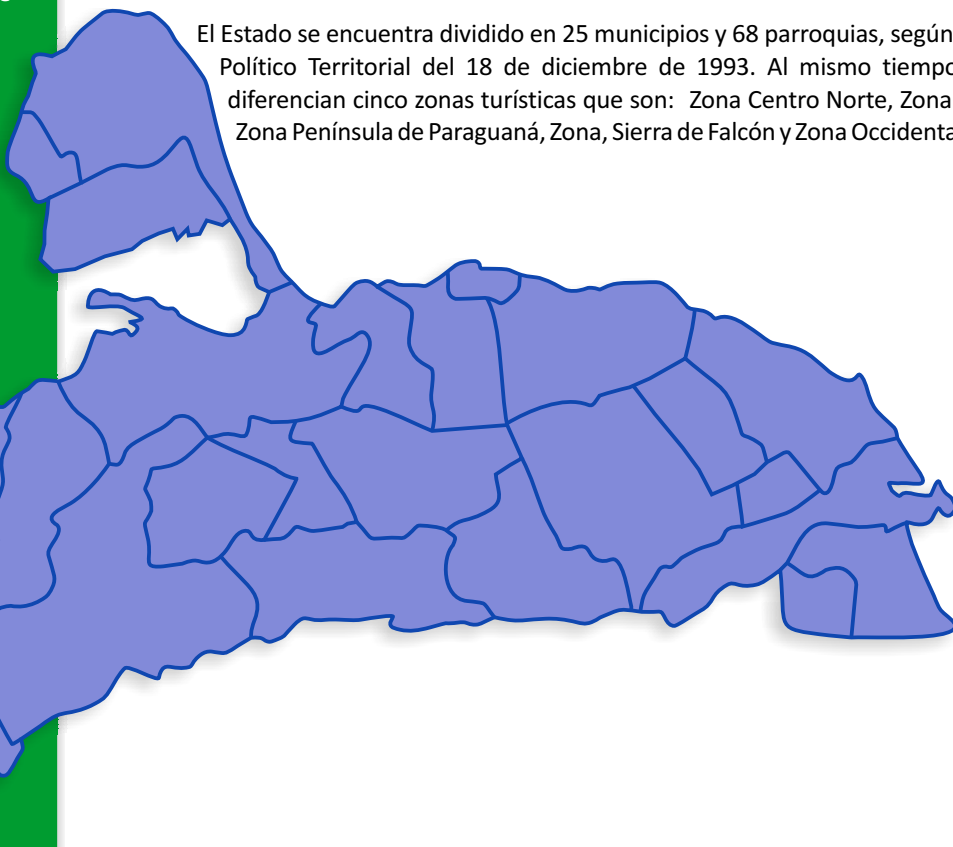 El Estado se encuentra dividido en 25 municipios y 68 parroquias, según
Político Territorial del 18 de diciembre de 1993. Al mismo tiempo
diferencian cinco zonas turísticas que son: Zona Centro Norte, Zona
Zona Península de Paraguaná, Zona, Sierra de Falcón y Zona